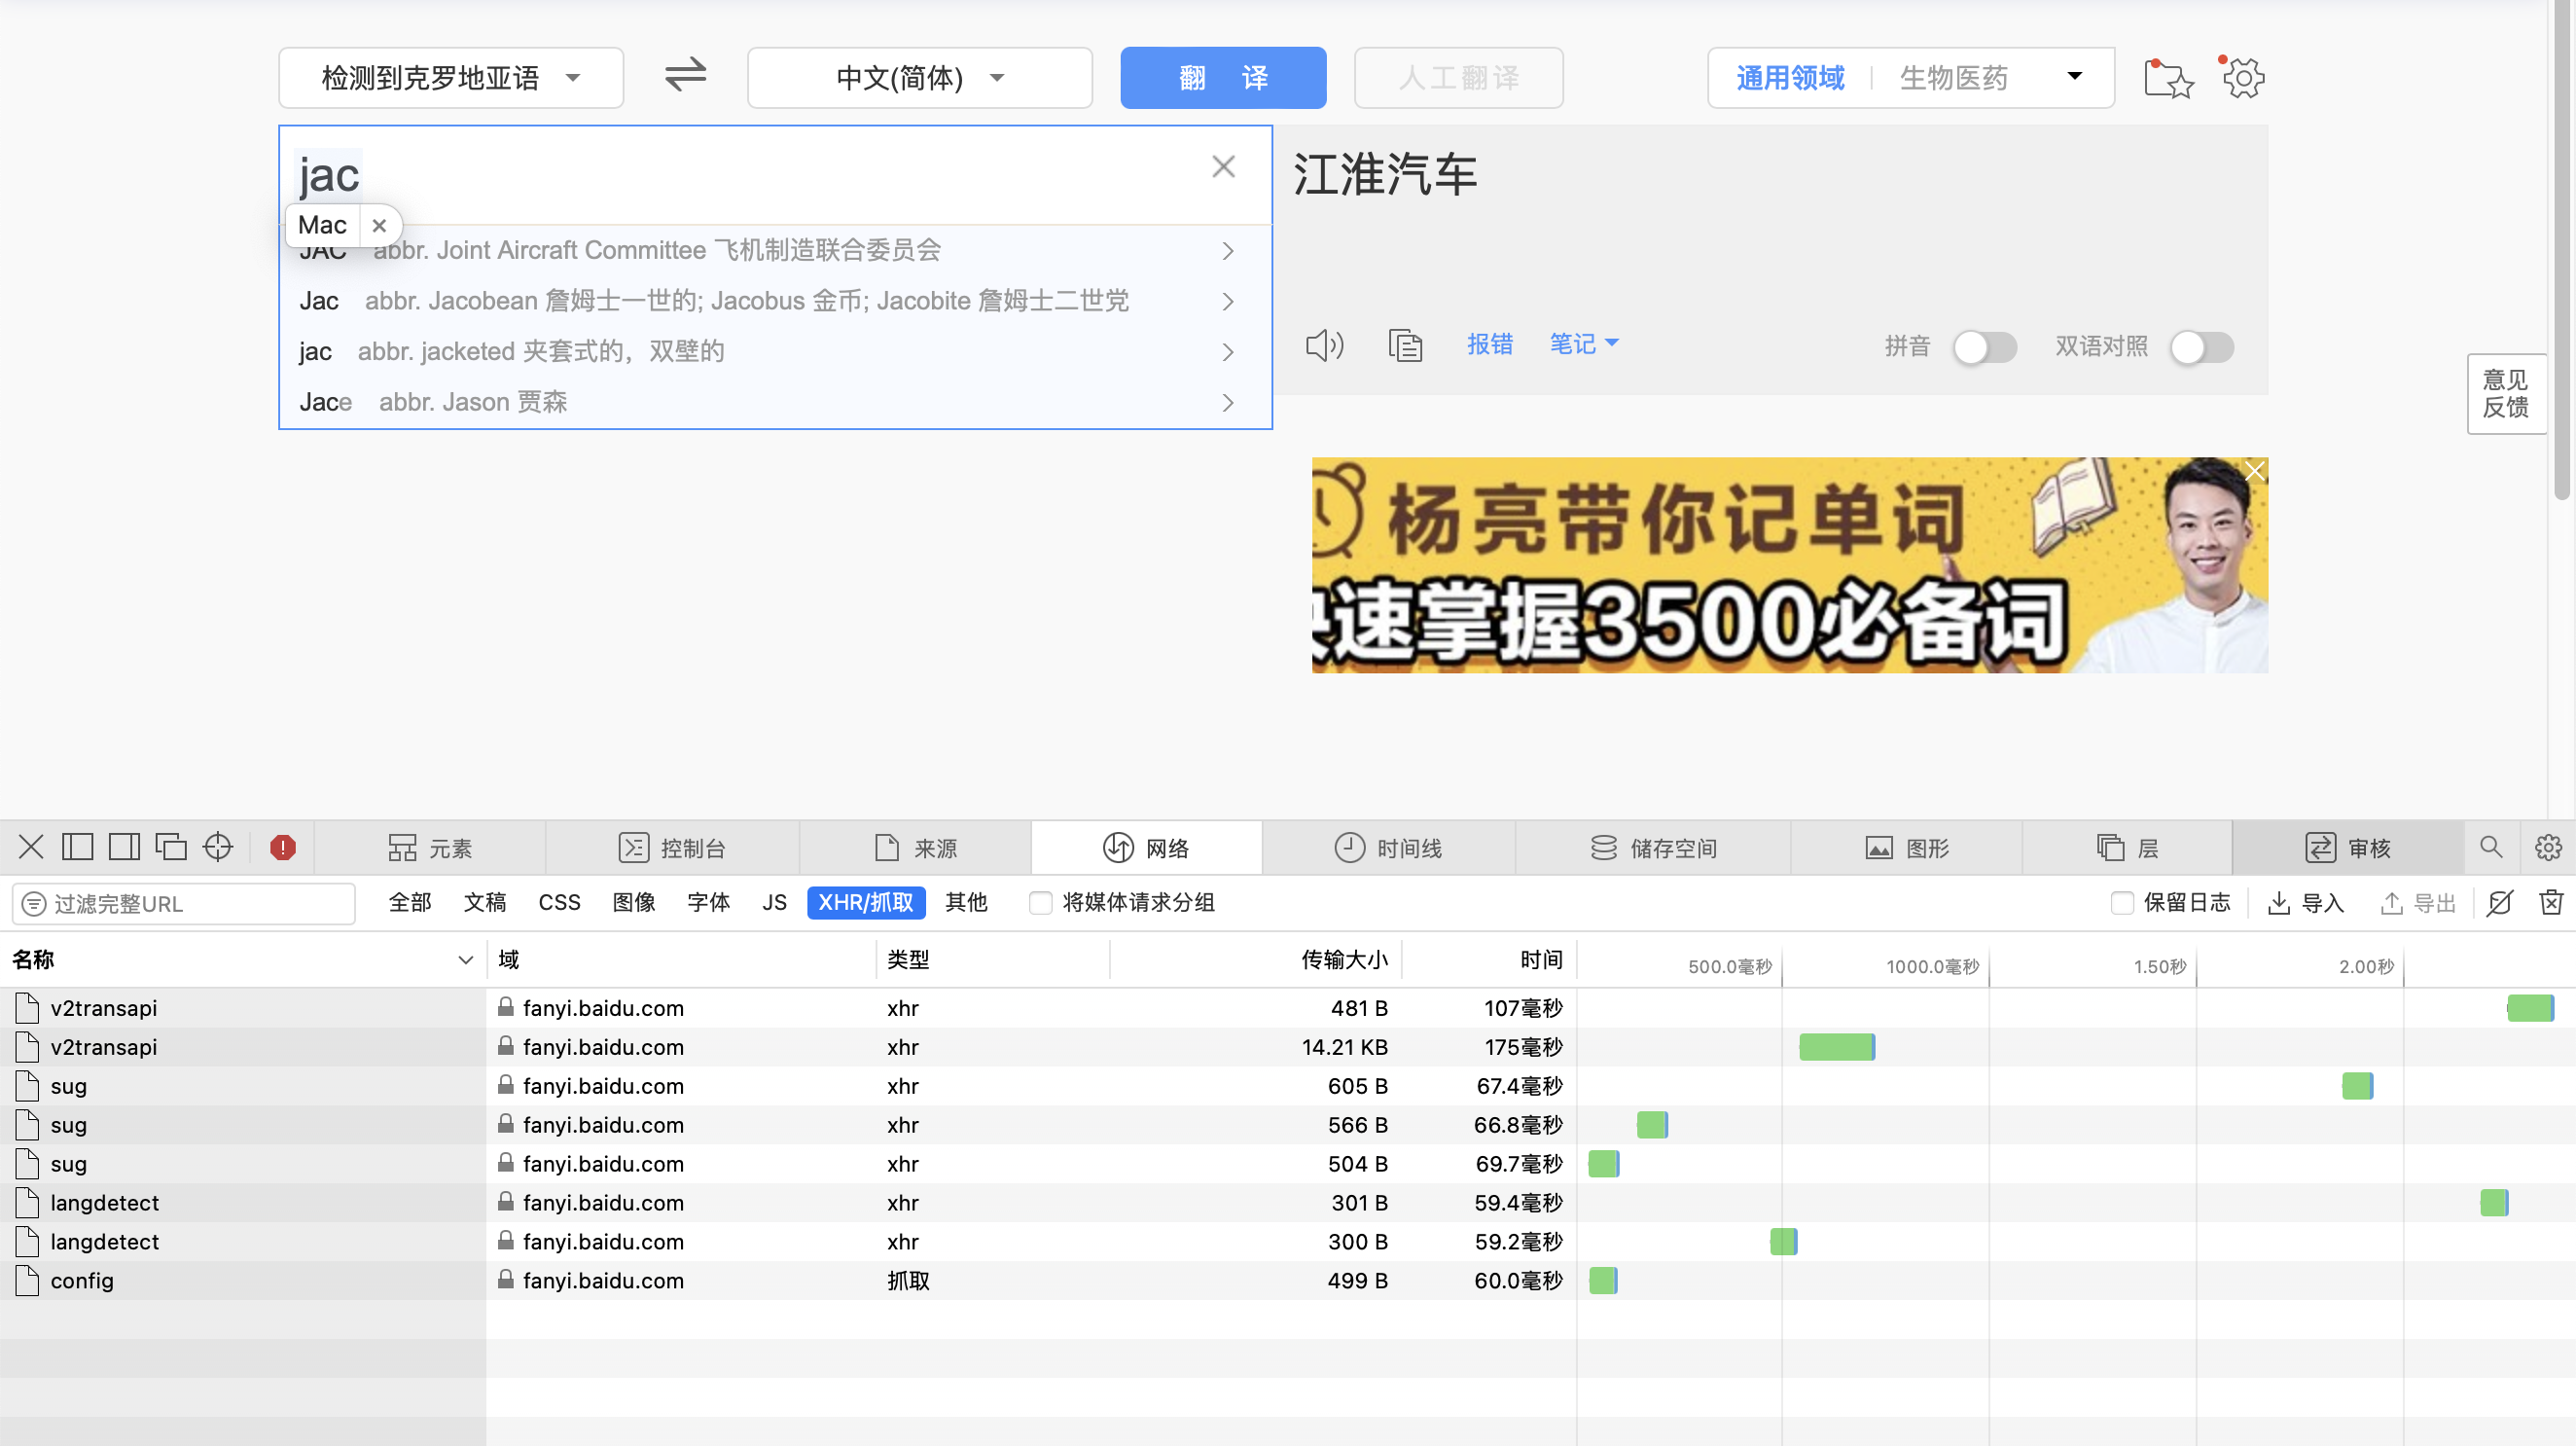 检测到克罗地亚语
中文(简体)
翻 译
人工翻译
通用领域 生物医药
jac
江淮汽车
Mac
JAC abbr. Joint Aircraft Committee 飞机制造联合委员会
Jac abbr. Jacobean 詹姆士一世的; Jacobus 金币; Jacobite 詹姆士二世党
jac abbr. jacketed 夹套式的，双壁的
Jace abbr. Jason 贾森
报错 笔记 拼音 双语对照
意见
反馈
杨亮带你记单词
速掌握3500必备词
元素 控制台 来源 网络 时间线 储存空间 图形 层 审核
过滤完整URL 全部 文稿 CSS 图像 字体 JS XHR/抓取 其他 将媒体请求分组 保留日志 导入 导出
名称 域 类型 传输大小 时间 500.0毫秒 1000.0毫秒 1.50秒 2.00秒
v2transapi fanyi.baidu.com xhr 481 B 107毫秒
v2transapi fanyi.baidu.com xhr 14.21 KB 175毫秒
sug fanyi.baidu.com xhr 605 B 67.4毫秒
sug fanyi.baidu.com xhr 566 B 66.8毫秒
sug fanyi.baidu.com xhr 504 B 69.7毫秒
langdetect fanyi.baidu.com xhr 301 B 59.4毫秒
langdetect fanyi.baidu.com xhr 300 B 59.2毫秒
config fanyi.baidu.com 抓取 499 B 60.0毫秒